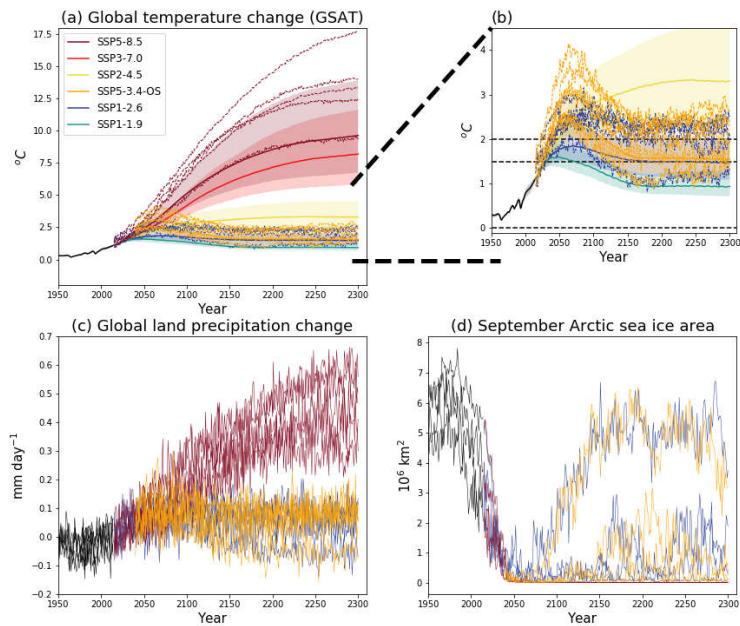 (a) Global temperature change (GSAT)
17.5
15.0
12.5
10.0
7.5
5.0
2.5
0.0
°C
SSP5-8.5
SSP3-7.0
SSP2-4.5
SSP5-3.4-OS
SSP1-2.6
SSP1-1.9
1950 2000 2050 2100 2150 2200 2250 2300
Year
(b)
4
3
2
1
0
°C
1950 2000 2050 2100 2150 2200 2250 2300
Year
(c) Global land precipitation change
0.7
0.6
0.5
0.4
0.3
0.2
0.1
0.0
−0.1
−0.2
mm day⁻¹
1950 2000 2050 2100 2150 2200 2250 2300
Year
(d) September Arctic sea ice area
8
7
6
5
4
3
2
1
0
10⁶ km²
1950 2000 2050 2100 2150 2200 2250 2300
Year